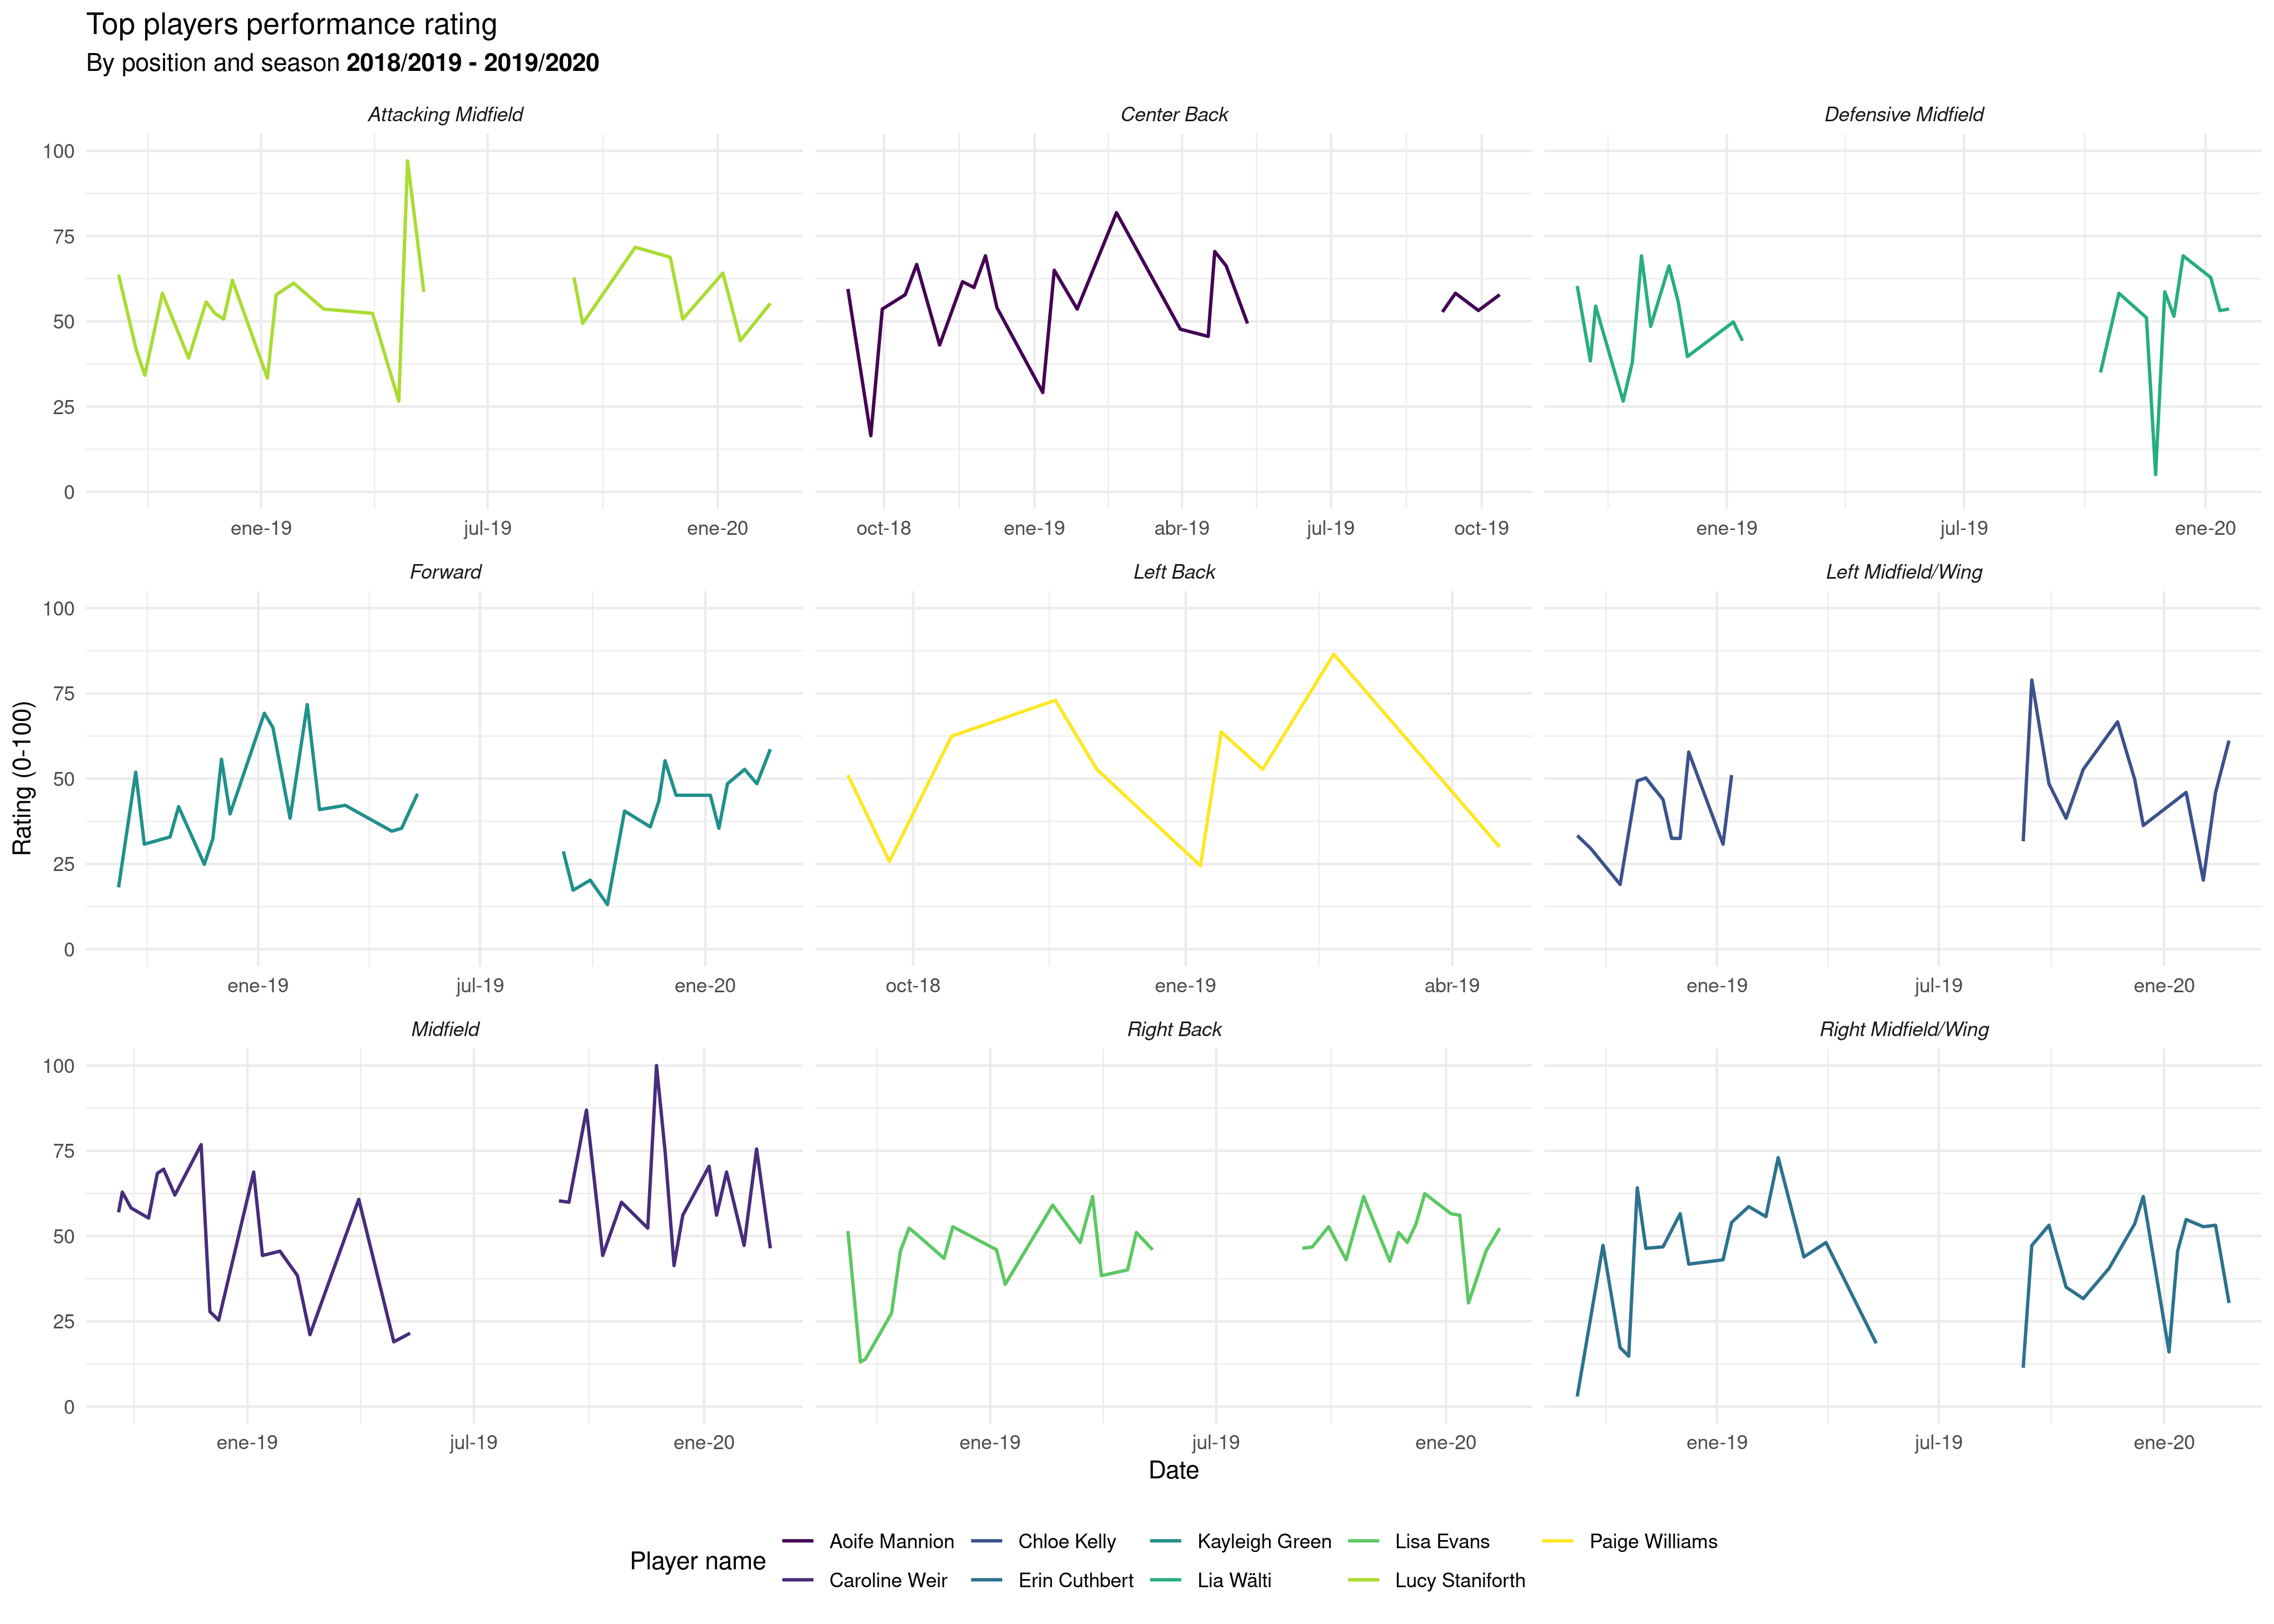 Top players performance rating
By position and season 2018/2019 - 2019/2020
Attacking Midfield Center Back Defensive Midfield
100
75
50
25
0
ene-19 jul-19 ene-20 oct-18 ene-19 abr-19 jul-19 oct-19 ene-19 jul-19 ene-20
Forward Left Back Left Midfield/Wing
100
75
50
25
0
ene-19 jul-19 ene-20 oct-18 ene-19 abr-19 ene-19 jul-19 ene-20
Rating (0-100)
Midfield Right Back Right Midfield/Wing
100
75
50
25
0
ene-19 jul-19 ene-20 ene-19 jul-19 ene-20 ene-19 jul-19 ene-20
Date
Player name
Aoife Mannion Chloe Kelly Kayleigh Green Lisa Evans Paige Williams
Caroline Weir Erin Cuthbert Lia Wälti Lucy Staniforth